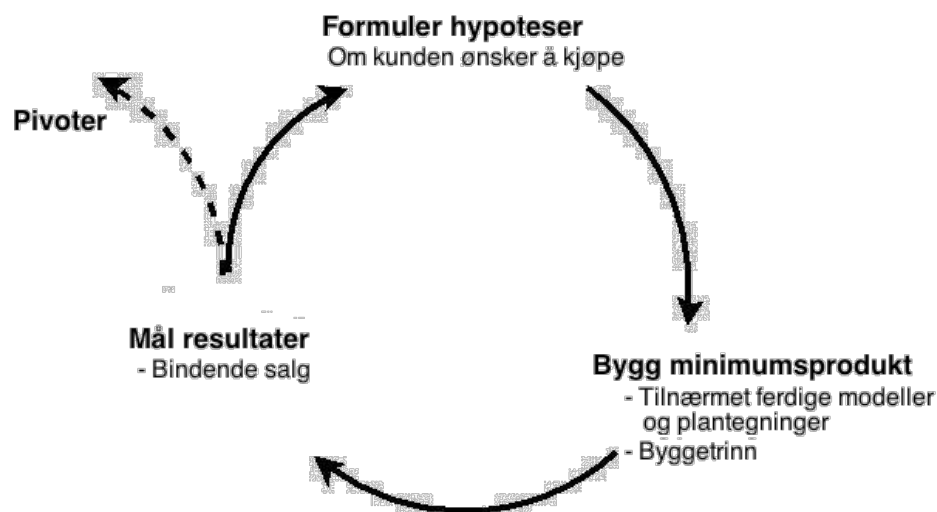 Formuler hypoteser
Om kunden ønsker å kjøpe
Pivoter
Mål resultater
- Bindende salg
Bygg minimumsprodukt
- Tilnærmet ferdige modeller
og plantegninger
- Byggetrinn